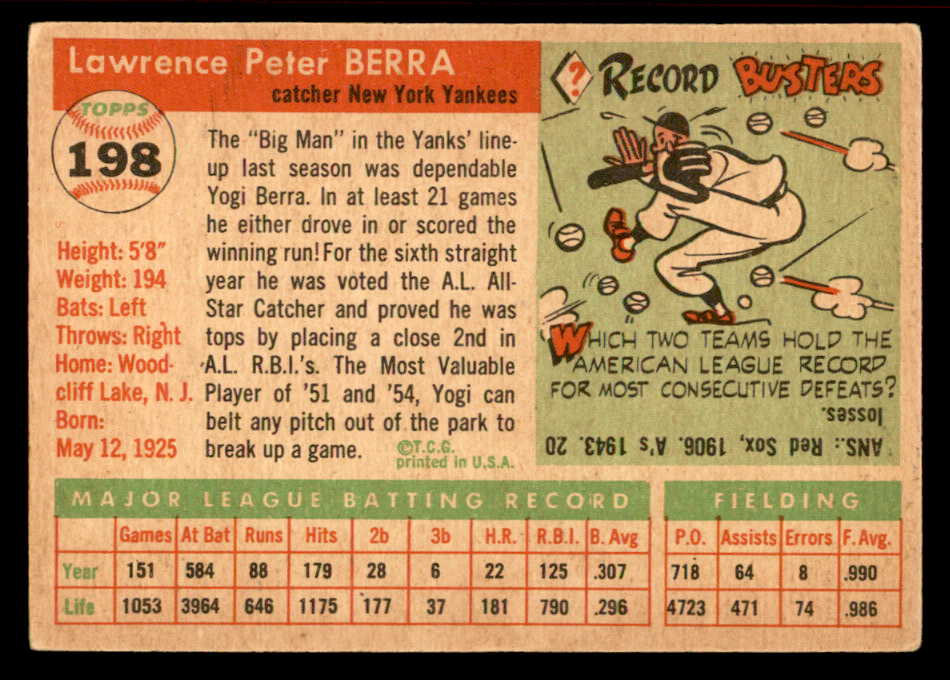 Lawrence Peter BERRA
catcher New York Yankees
TOPPS
198
Height: 5'8"
Weight: 194
Bats: Left
Throws: Right
Home: Wood-
cliff Lake, N. J.
Born:
May 12, 1925
The "Big Man" in the Yanks' line-
up last season was dependable
Yogi Berra. In at least 21 games
he either drove in or scored the
winning run! For the sixth straight
year he was voted the A.L. All-
Star Catcher and proved he was
tops by placing a close 2nd in
A.L. R.B.I.'s. The Most Valuable
Player of '51 and '54, Yogi can
belt any pitch out of the park to
break up a game.
©T.C.G.
printed in U.S.A.
? RECORD BUSTERS
WHICH TWO TEAMS HOLD THE
AMERICAN LEAGUE RECORD
FOR MOST CONSECUTIVE DEFEATS?
ANS.: Red Sox, 1906. A's 1943. 20
losses.
MAJOR LEAGUE BATTING RECORD FIELDING
Games At Bat Runs Hits 2b 3b H.R. R.B.I. B. Avg P.O. Assists Errors F. Avg.
Year 151 584 88 179 28 6 22 125 .307 718 64 8 .990
Life 1053 3964 646 1175 177 37 181 790 .296 4723 471 74 .986